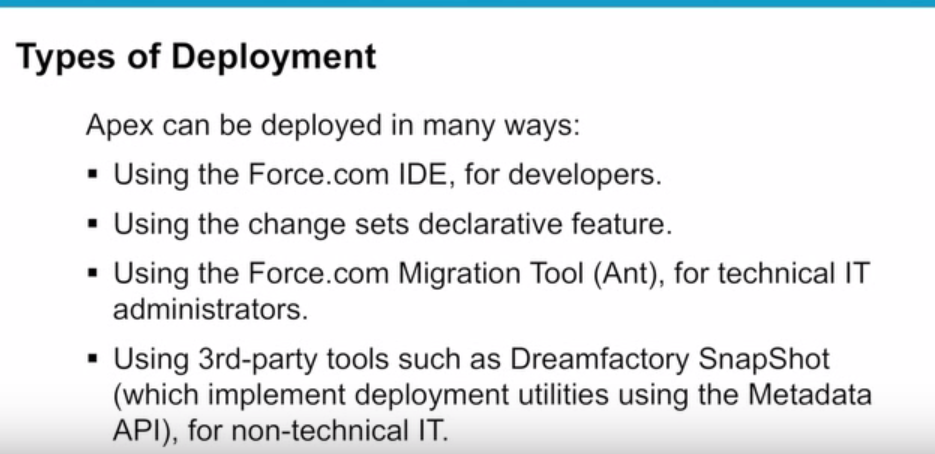 Types of Deployment
Apex can be deployed in many ways:
▪ Using the Force.com IDE, for developers.
▪ Using the change sets declarative feature.
▪ Using the Force.com Migration Tool (Ant), for technical IT
administrators.
▪ Using 3rd-party tools such as Dreamfactory SnapShot
(which implement deployment utilities using the Metadata
API), for non-technical IT.